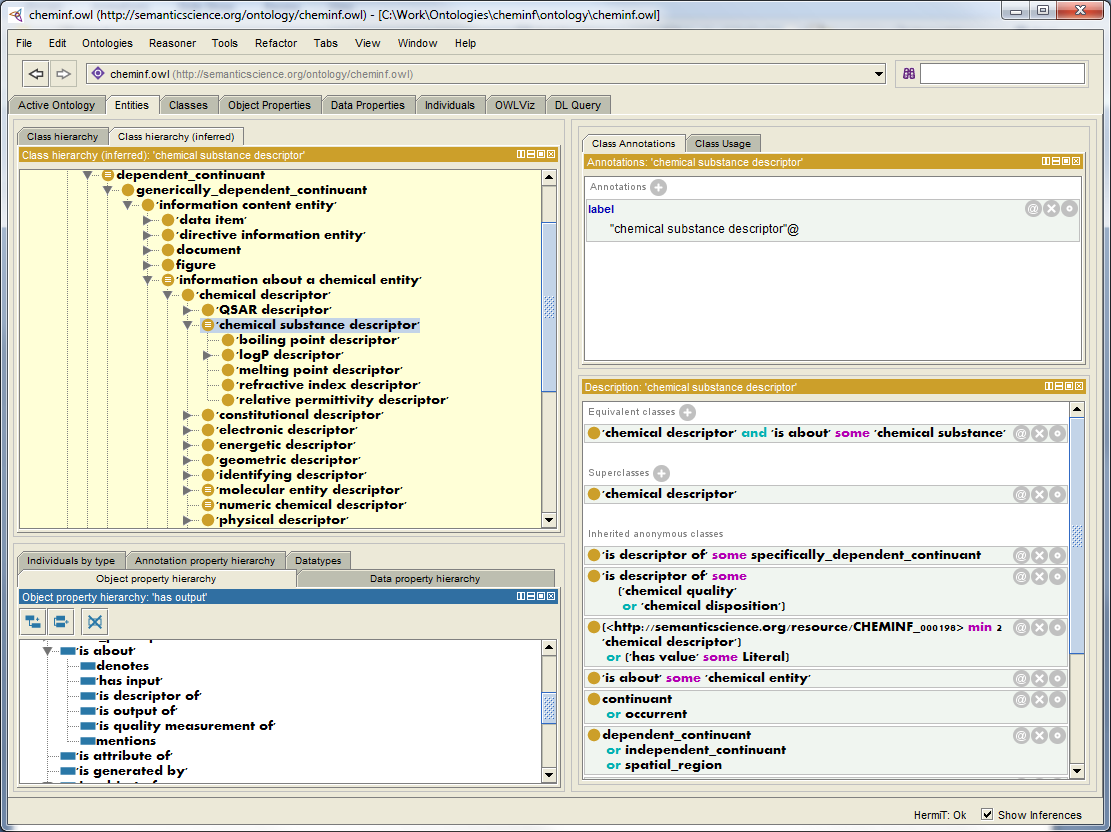 cheminf.owl (http://semanticscience.org/ontology/cheminf.owl) - [C:\Work\Ontologies\cheminf\ontology\cheminf.owl]
File Edit Ontologies Reasoner Tools Refactor Tabs View Window Help
cheminf.owl (http://semanticscience.org/ontology/cheminf.owl)
Active Ontology Entities Classes Object Properties Data Properties Individuals OWLViz DL Query
Class hierarchy Class hierarchy (inferred)
Class hierarchy (inferred): 'chemical substance descriptor'
dependent_continuant
generically_dependent_continuant
'information content entity'
'data item'
'directive information entity'
document
figure
'information about a chemical entity'
'chemical descriptor'
'QSAR descriptor'
'chemical substance descriptor'
'boiling point descriptor'
'logP descriptor'
'melting point descriptor'
'refractive index descriptor'
'relative permittivity descriptor'
'constitutional descriptor'
'electronic descriptor'
'energetic descriptor'
'geometric descriptor'
'identifying descriptor'
'molecular entity descriptor'
'numeric chemical descriptor'
'physical descriptor'
Individuals by type Annotation property hierarchy Datatypes
Object property hierarchy Data property hierarchy
Object property hierarchy: 'has output'
'is about'
denotes
'has input'
'is descriptor of'
'is output of'
'is quality measurement of'
mentions
'is attribute of'
'is generated by'
Class Annotations Class Usage
Annotations: 'chemical substance descriptor'
Annotations
label
"chemical substance descriptor"@
Description: 'chemical substance descriptor'
Equivalent classes
'chemical descriptor' and 'is about' some 'chemical substance'
Superclasses
'chemical descriptor'
Inherited anonymous classes
'is descriptor of' some specifically_dependent_continuant
'is descriptor of' some
('chemical quality'
or 'chemical disposition')
(<http://semanticscience.org/resource/CHEMINF_000198> min 2
'chemical descriptor')
or ('has value' some Literal)
'is about' some 'chemical entity'
continuant
or occurrent
dependent_continuant
or independent_continuant
or spatial_region
HermiT: Ok Show Inferences